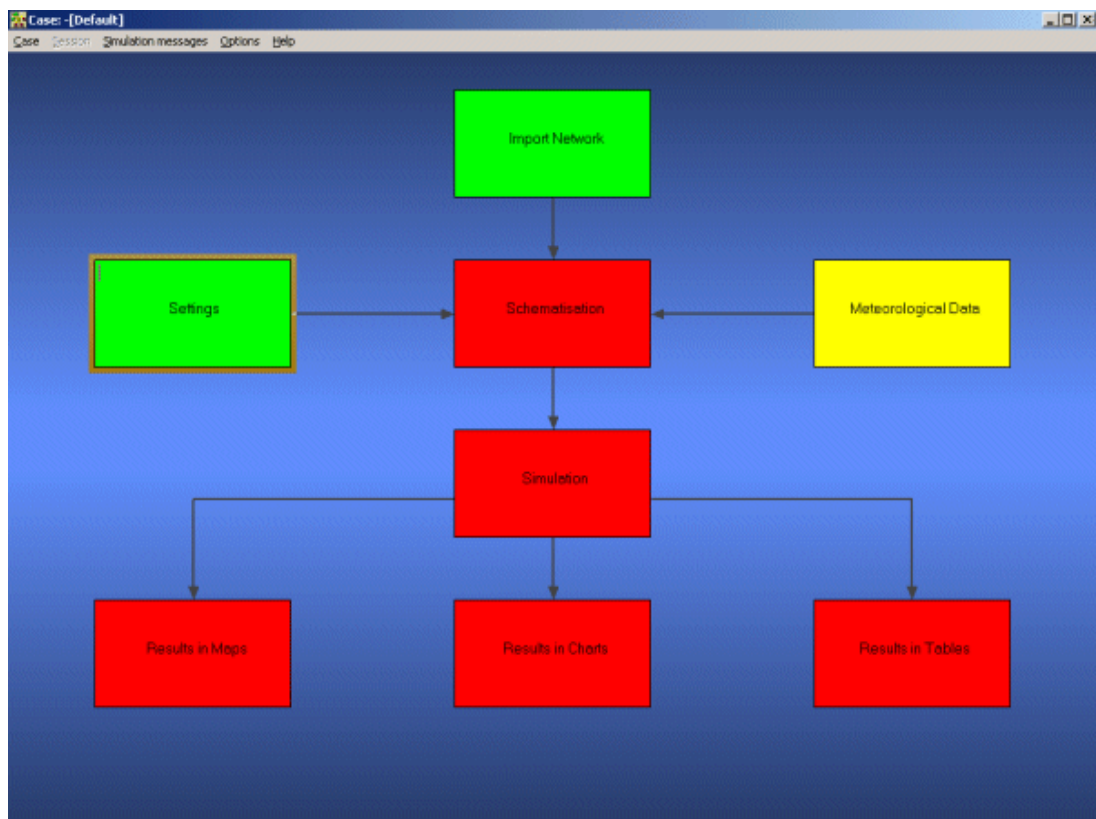 Case: -[Default]
Case Session Simulation messages Options Help
Import Network
Settings
Schematisation
Meteorological Data
Simulation
Results in Maps
Results in Charts
Results in Tables